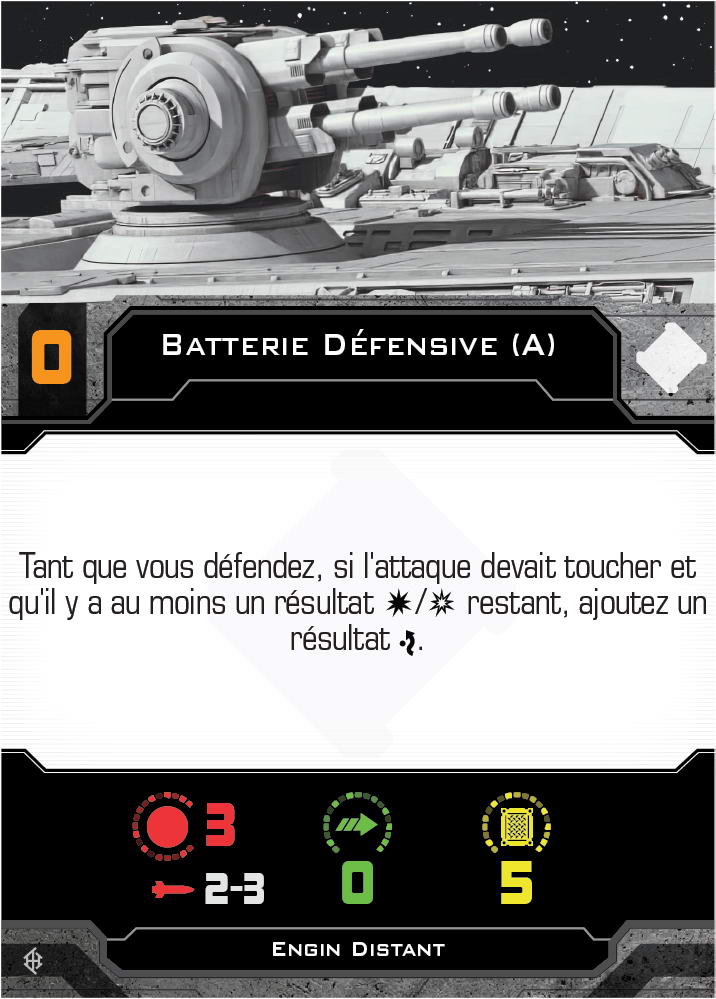 0
Batterie Défensive (A)
Tant que vous défendez, si l'attaque devait toucher et
qu'il y a au moins un résultat / restant, ajoutez un
résultat .
3
2-3
0
5
Engin Distant